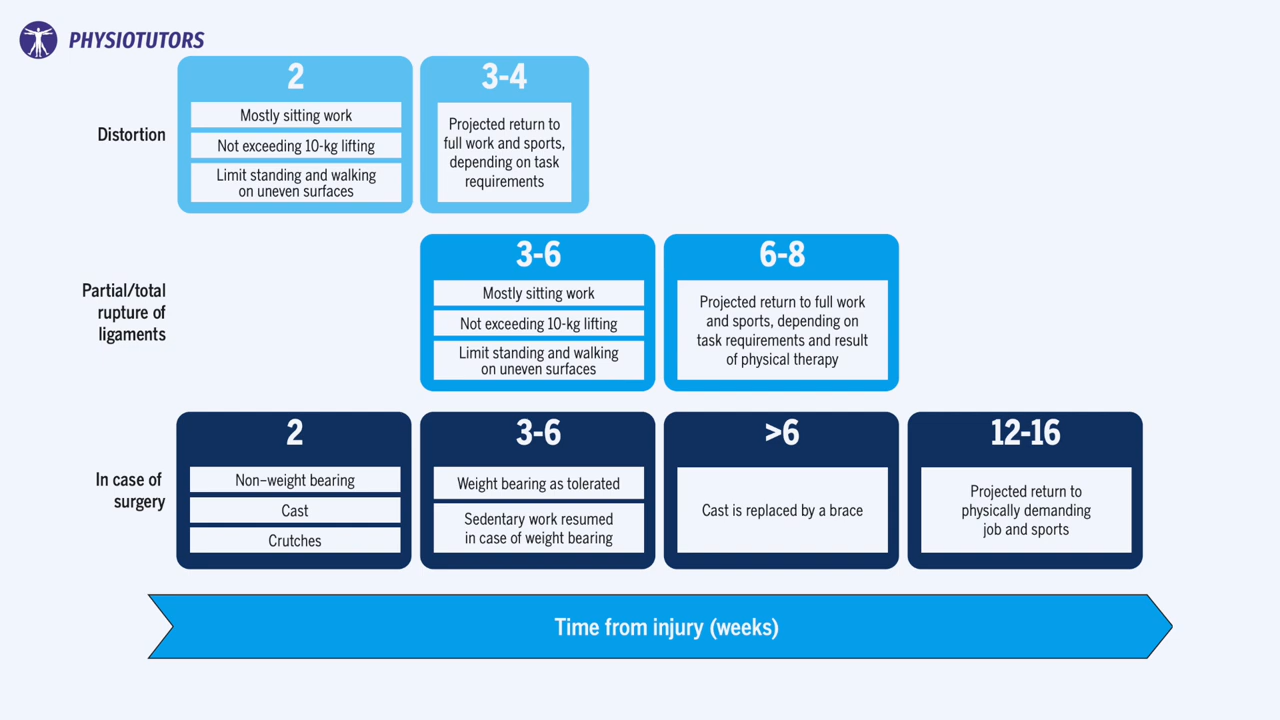 PHYSIOTUTORS
Distortion
2
Mostly sitting work
Not exceeding 10-kg lifting
Limit standing and walking
on uneven surfaces
3-4
Projected return to
full work and sports,
depending on task
requirements
Partial/total
rupture of
ligaments
3-6
Mostly sitting work
Not exceeding 10-kg lifting
Limit standing and walking
on uneven surfaces
6-8
Projected return to full work
and sports, depending on
task requirements and result
of physical therapy
In case of
surgery
2
Non–weight bearing
Cast
Crutches
3-6
Weight bearing as tolerated
Sedentary work resumed
in case of weight bearing
>6
Cast is replaced by a brace
12-16
Projected return to
physically demanding
job and sports
Time from injury (weeks)